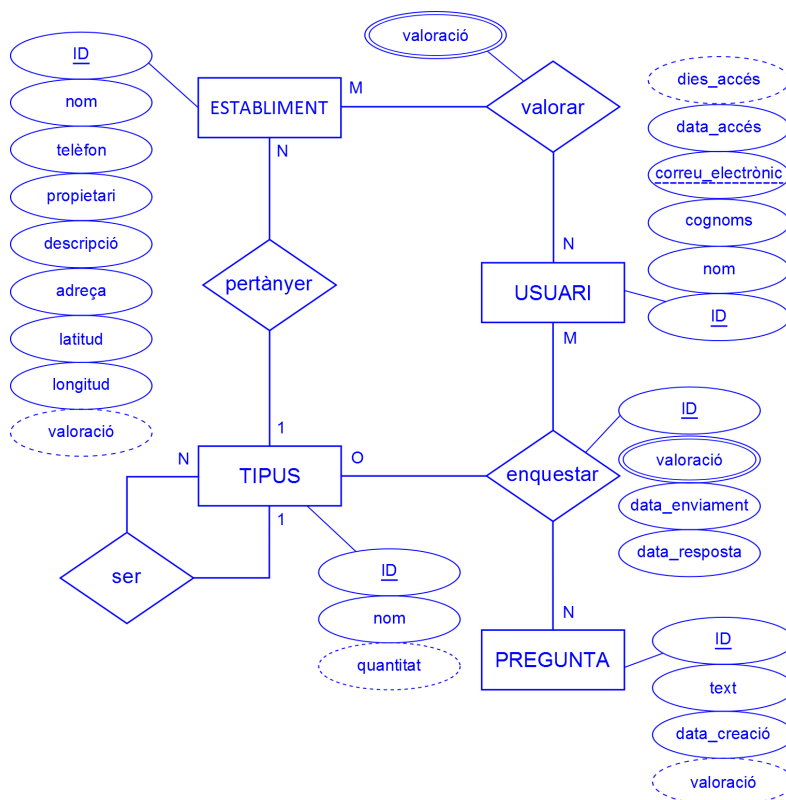 valoració
ID
nom
telèfon
propietari
descripció
adreça
latitud
longitud
valoració
ESTABLIMENT
M
N
valorar
dies_accés
data_accés
correu_electrònic
cognoms
nom
ID
N
USUARI
M
pertànyer
1
N
TIPUS
O
1
ser
ID
nom
quantitat
enquestar
ID
valoració
data_enviament
data_resposta
N
PREGUNTA
ID
text
data_creació
valoració